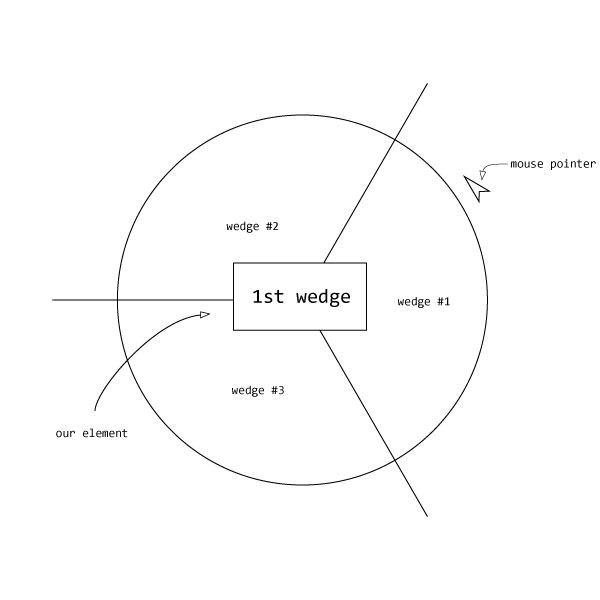 mouse pointer
wedge #2
1st wedge
wedge #1
wedge #3
our element